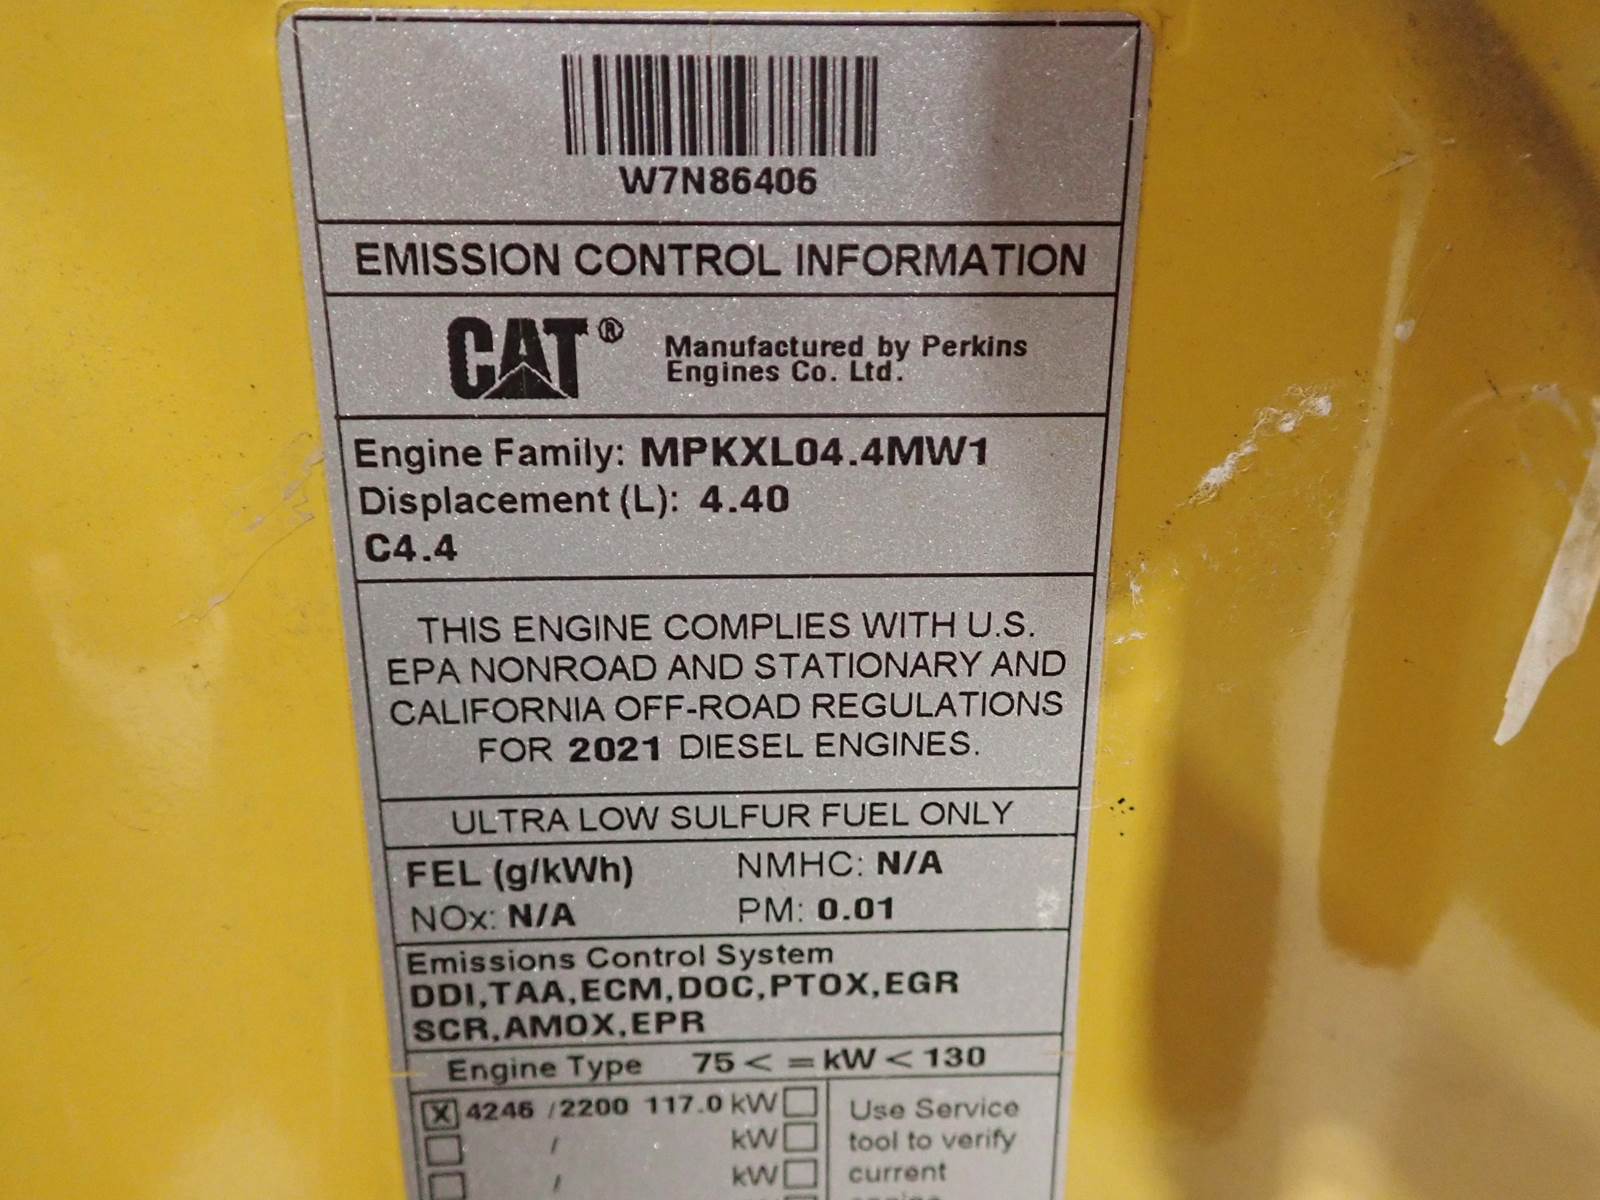 W7N86406
EMISSION CONTROL INFORMATION
CAT®
Manufactured by Perkins
Engines Co. Ltd.
Engine Family: MPKXL04.4MW1
Displacement (L): 4.40
C4.4
THIS ENGINE COMPLIES WITH U.S.
EPA NONROAD AND STATIONARY AND
CALIFORNIA OFF-ROAD REGULATIONS
FOR 2021 DIESEL ENGINES.
ULTRA LOW SULFUR FUEL ONLY
FEL (g/kWh) NMHC: N/A
NOx: N/A PM: 0.01
Emissions Control System
DDI,TAA,ECM,DOC,PTOX,EGR
SCR,AMOX,EPR
Engine Type 75 < = kW < 130
X 4246 /2200 117.0 kW
/ kW
/ kW
Use Service
tool to verify
current